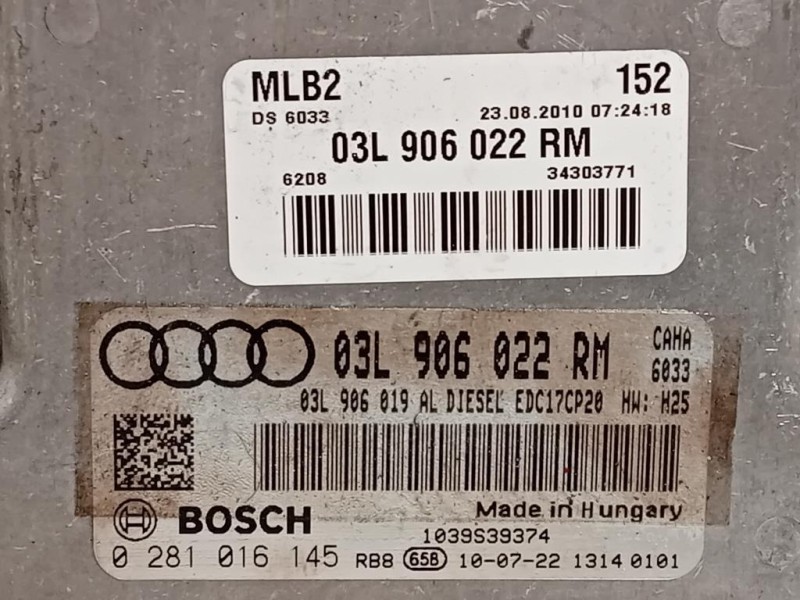 MLB2 152
DS 6033 23.08.2010 07:24:18
03L 906 022 RM
6208 34303771
03L 906 022 RM CAHA
6033
03L 906 019 AL DIESEL EDC17CP20 HW: H25
BOSCH Made in Hungary
1039S39374
0 281 016 145 RB8 65B 10-07-22 1314 0101